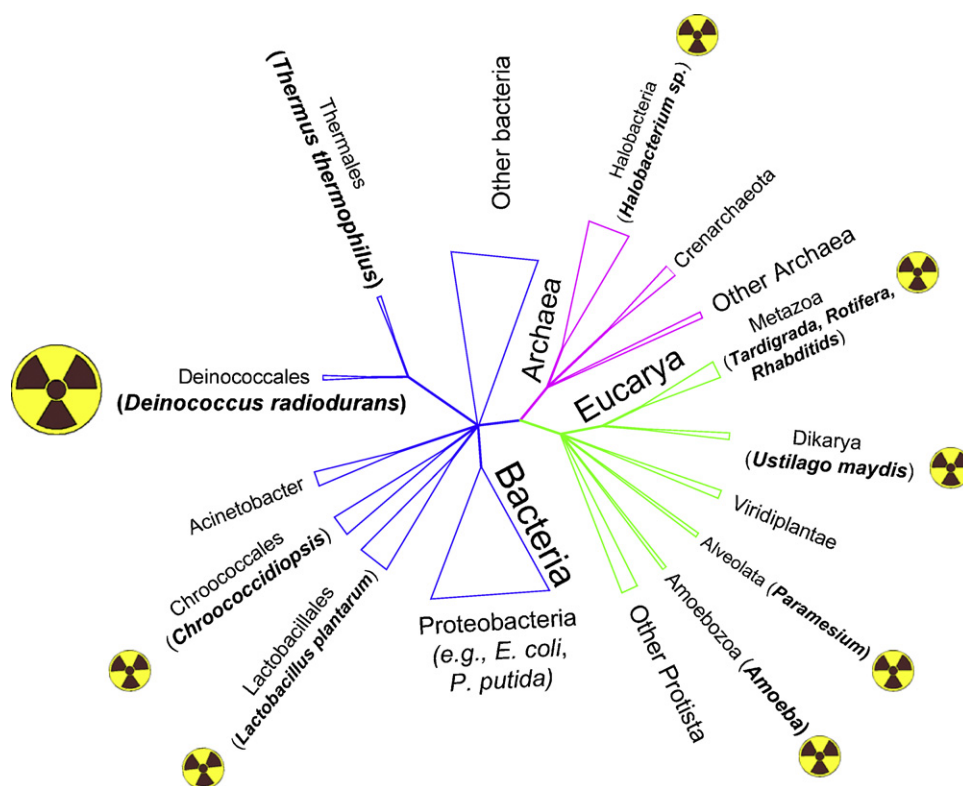 Thermales
(Thermus thermophilus)
Other bacteria
Halobacteria
(Halobacterium sp.)
Crenarchaeota
Other Archaea
Metazoa
(Tardigrada, Rotifera,
Rhabditids)
Archaea
Eucarya
Deinococcales
(Deinococcus radiodurans)
Dikarya
(Ustilago maydis)
Acinetobacter
Bacteria
Viridiplantae
Chroococcales
(Chroococcidiopsis)
Alveolata (Paramesium)
Lactobacillales
(Lactobacillus plantarum)
Amoebozoa (Amoeba)
Proteobacteria
(e.g., E. coli,
P. putida)
Other Protista